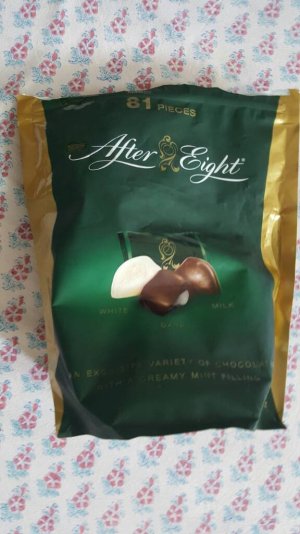 81 PIECES
After Eight
WHITE
MILK
DARK
AN EXQUISITE VARIETY OF CHOCOLATE
WITH A CREAMY MINT FILLING